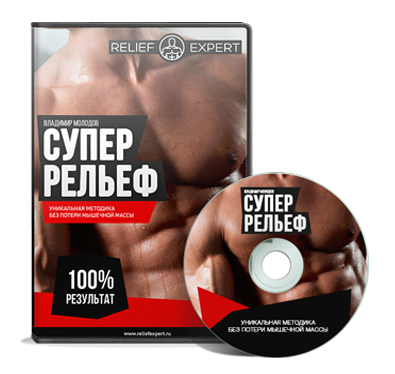 RELIEF EXPERT
ВЛАДИМИР МОЛОДОВ
СУПЕР
РЕЛЬЕФ
УНИКАЛЬНАЯ МЕТОДИКА
БЕЗ ПОТЕРИ МЫШЕЧНОЙ МАССЫ
100%
РЕЗУЛЬТАТ
www.reliefexpert.ru
ВЛАДИМИР МОЛОДОВ
СУПЕР
РЕЛЬЕФ
УНИКАЛЬНАЯ МЕТОДИКА
БЕЗ ПОТЕРИ МЫШЕЧНОЙ МАССЫ